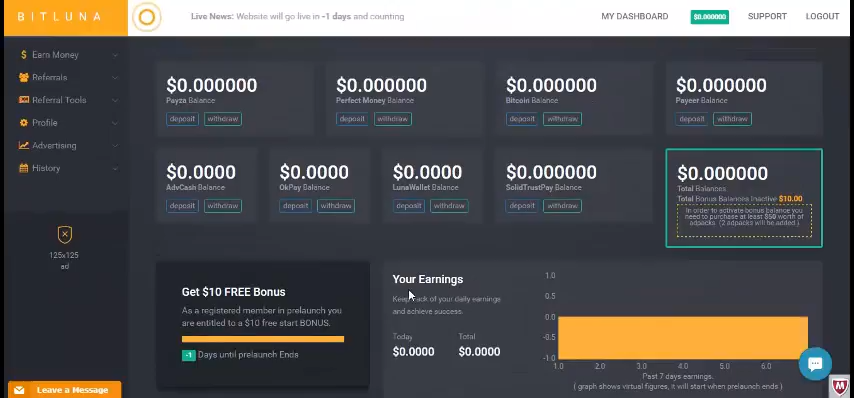 BITLUNA
Live News: Website will go live in -1 days and counting
MY DASHBOARD
$0.000000
SUPPORT
LOGOUT
Earn Money
Referrals
Referral Tools
Profile
Advertising
History
125x125
ad
$0.000000
Payza Balance
deposit withdraw
$0.000000
Perfect Money Balance
deposit withdraw
$0.000000
Bitcoin Balance
deposit withdraw
$0.000000
Payeer Balance
deposit withdraw
$0.0000
AdvCash Balance
deposit withdraw
$0.0000
OkPay Balance
deposit withdraw
$0.0000
LunaWallet Balance
deposit withdraw
$0.000000
SolidTrustPay Balance
deposit withdraw
$0.000000
Total Balances
Total Bonus Balances Inactive $10.00
In order to activate bonus balance you
need to purchase at least $50 worth of
adpacks (2 adpacks will be added )
Get $10 FREE Bonus
As a registered member in prelaunch you
are entitled to a $10 free start BONUS.
-1 Days until prelaunch Ends
Your Earnings
Keep track of your daily earnings
and achieve success.
Today Total
$0.0000 $0.0000
1.0
0.5
0.0
-0.5
-1.0
1.0 2.0 3.0 4.0 5.0 6.0
Past 7 days earnings.
( graph shows virtual figures, it will start when prelaunch ends )
Leave a Message